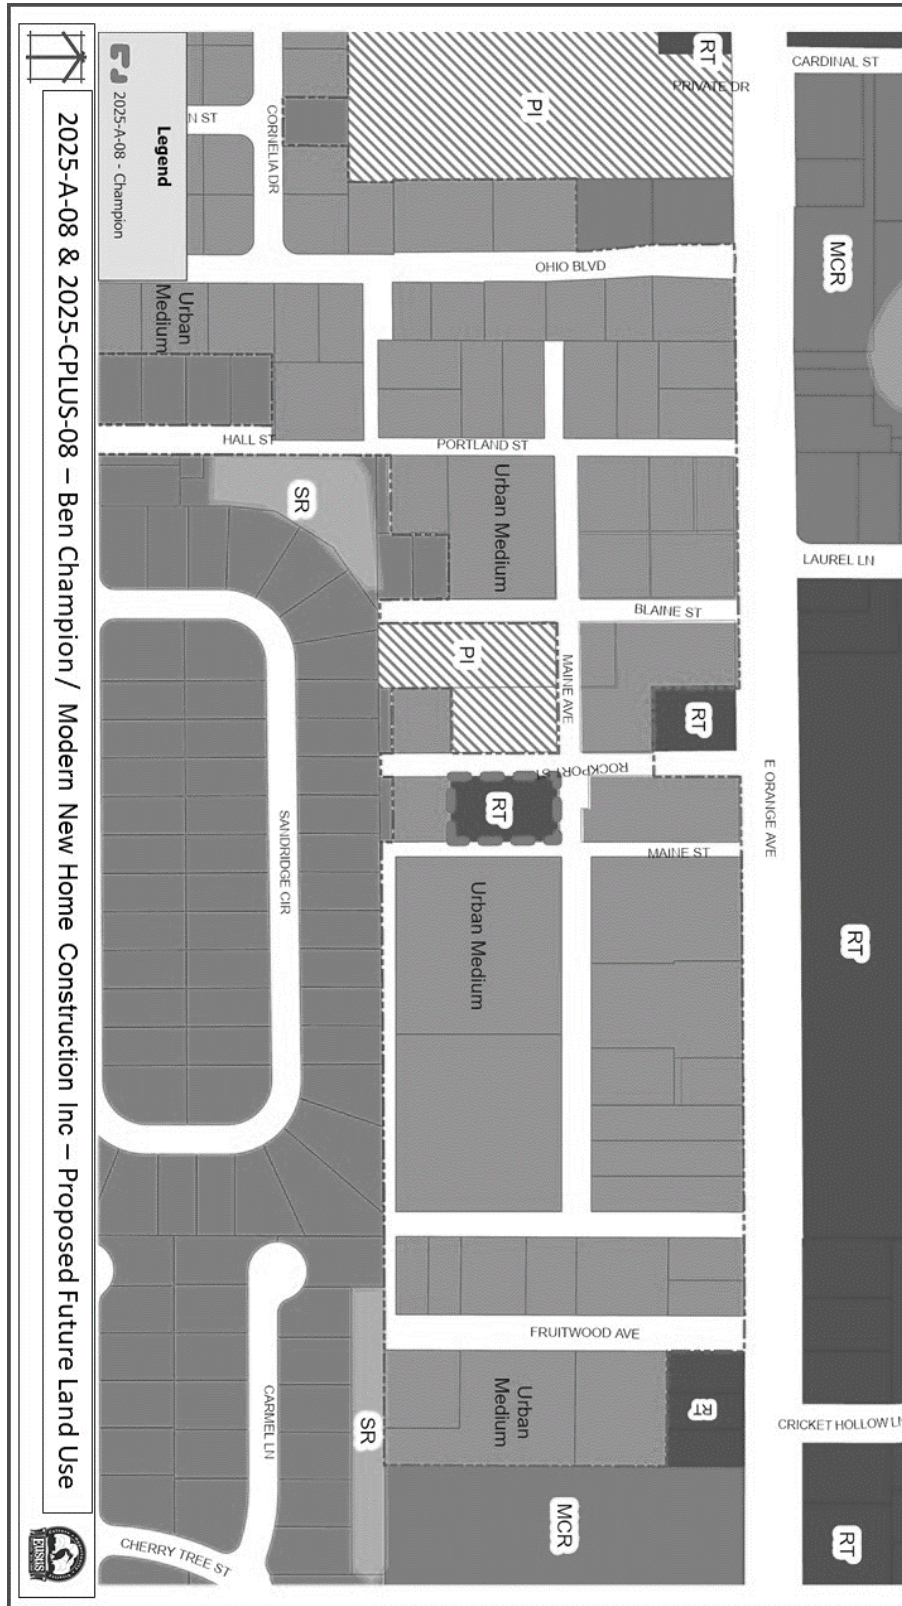 2025-A-08 & 2025-CPLUS-08 – Ben Champion / Modern New Home Construction Inc – Proposed Future Land Use
Legend
2025-A-08 - Champion
EUSTIS
CARDINAL ST
RT
PRIVATE DR
PI
N ST
CORNELIA DR
MCR
OHIO BLVD
Urban
Medium
HALL ST
PORTLAND ST
SR
Urban Medium
LAUREL LN
BLAINE ST
PI
MAINE AVE
RT
ROCKPORT ST
E ORANGE AVE
RT
SANDRIDGE CIR
MAINE ST
Urban Medium
RT
FRUITWOOD AVE
CARMEL LN
SR
Urban
Medium
RT
CRICKET HOLLOW LN
MCR
RT
CHERRY TREE ST